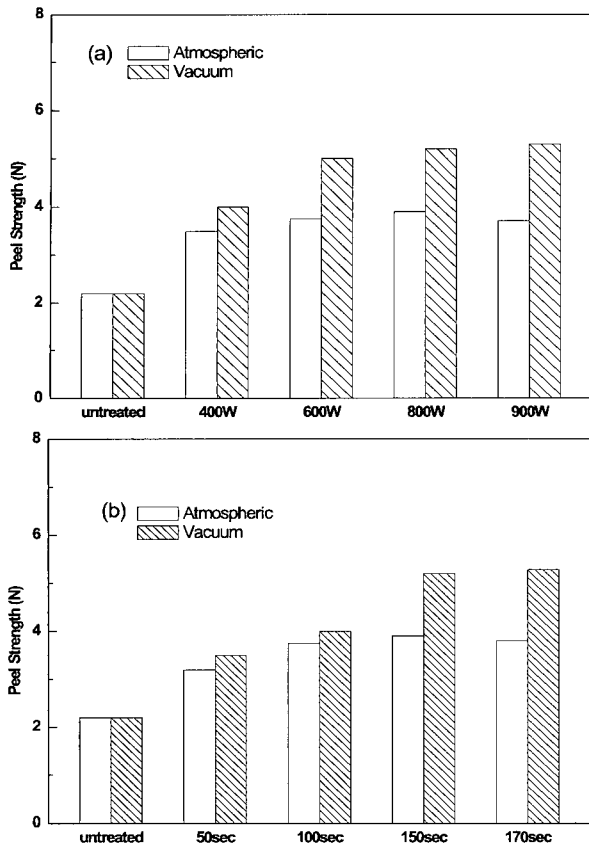 8
(a)
Atmospheric
Vacuum
6
Peel Strength (N)
4
2
0
untreated 400W 600W 800W 900W
8
(b)
Atmospheric
Vacuum
6
Peel Strength (N)
4
2
0
untreated 50sec 100sec 150sec 170sec